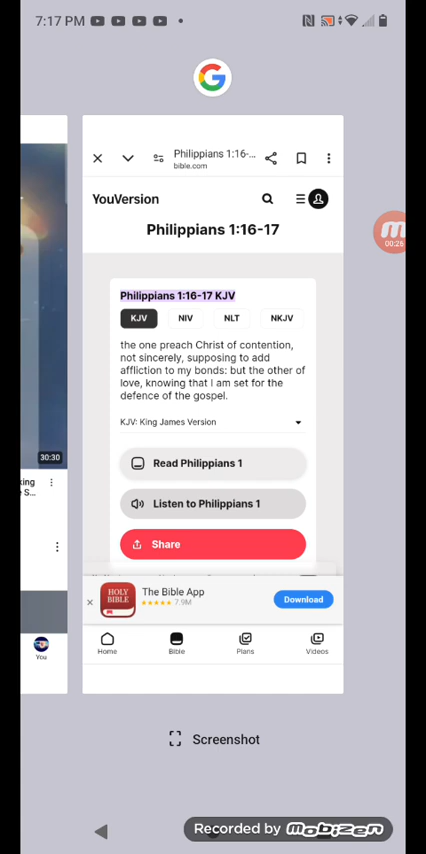 7:17 PM
Philippians 1:16-...
bible.com
YouVersion
Philippians 1:16-17
00:26
Philippians 1:16-17 KJV
KJV NIV NLT NKJV
the one preach Christ of contention,
not sincerely, supposing to add
affliction to my bonds: but the other of
love, knowing that I am set for the
defence of the gospel.
KJV: King James Version
30:30
Read Philippians 1
Listen to Philippians 1
Share
HOLY
BIBLE
The Bible App
★★★★★ 7.9M
Download
Home Bible Plans Videos
You
Screenshot
Recorded by mobizen